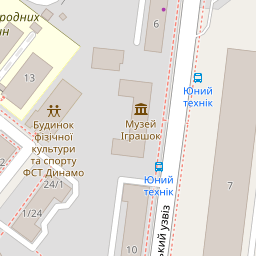 6
13
Юний
технік
Музей
Іграшок
Будинок
фізичної
культури
та спорту
ФСТ Динамо
24/1
Юний
технік
7
1/24
10
узвіз